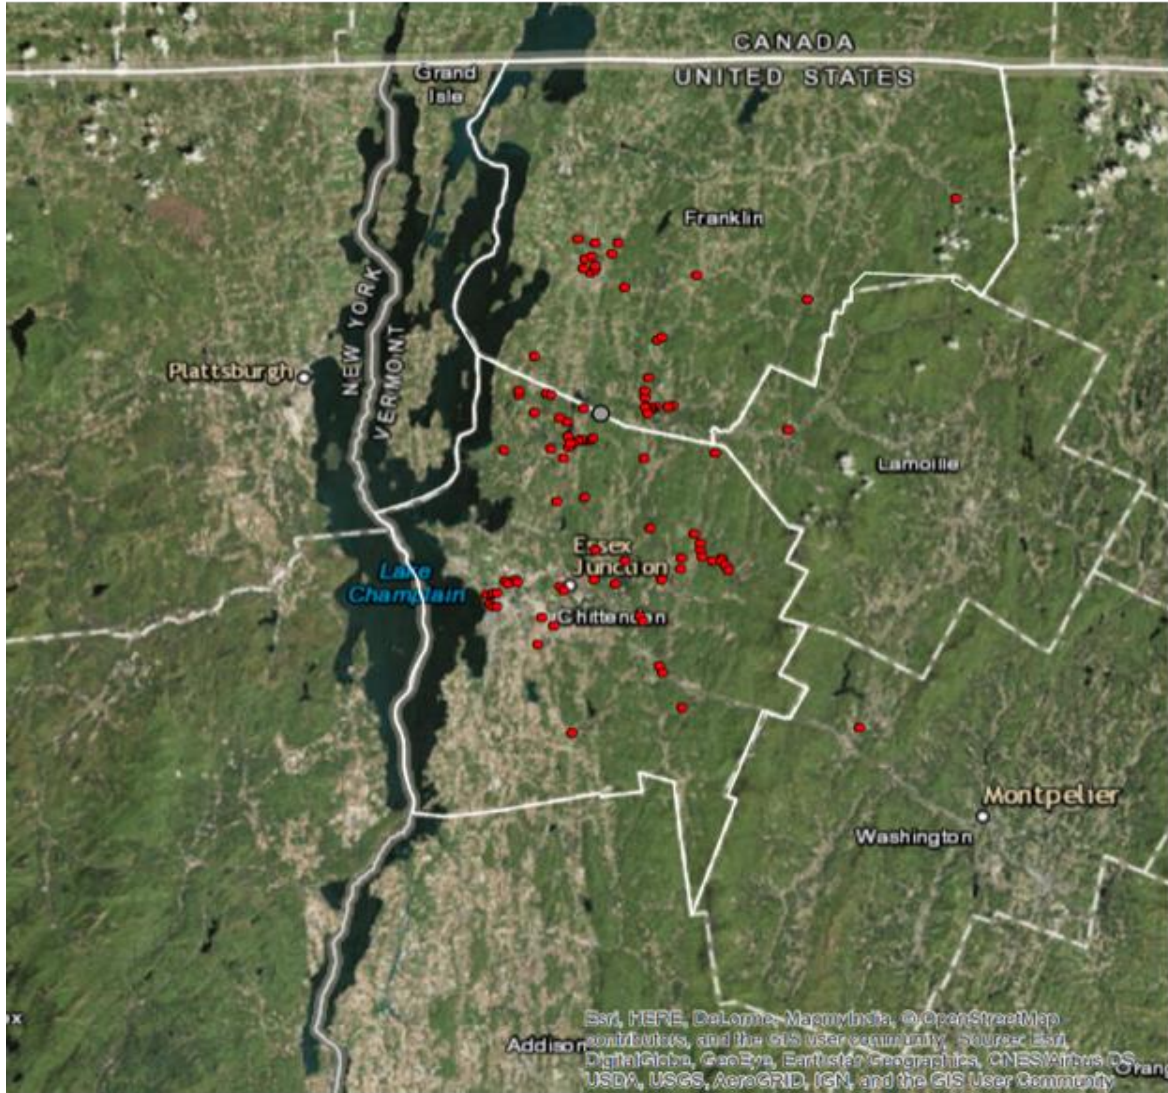 CANADA
UNITED STATES
Grand
Isle
Franklin
NEW YORK
VERMONT
Plattsburgh
Lamoille
Essex
Junction
Lake
Champlain
Chittenden
Montpelier
Washington
Addison
Esri, HERE, DeLorme, MapmyIndia, © OpenStreetMap
contributors, and the GIS user community, Source: Esri,
DigitalGlobe, GeoEye, Earthstar Geographics, CNES/Airbus DS,
USDA, USGS, AeroGRID, IGN, and the GIS User Community
ex
Orang